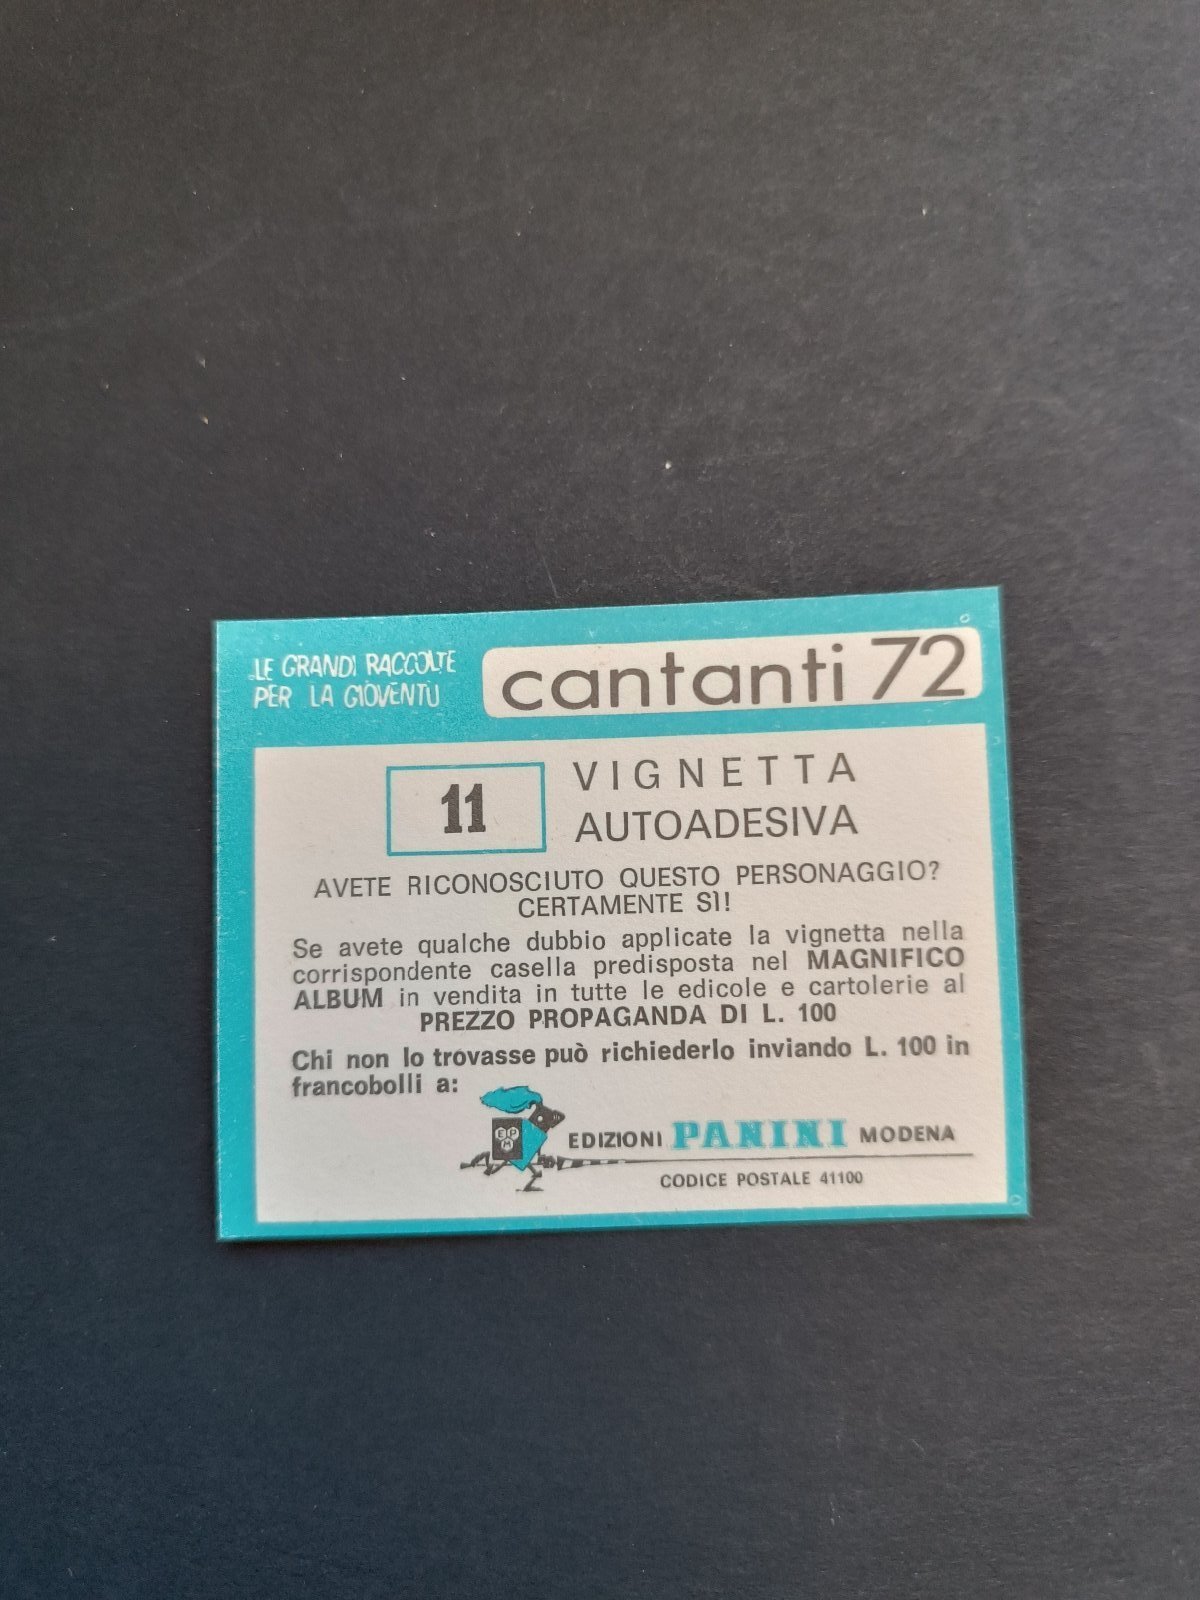 LE GRANDI RACCOLTE
PER LA GIOVENTÙ
cantanti 72
11
VIGNETTA
AUTOADESIVA
AVETE RICONOSCIUTO QUESTO PERSONAGGIO?
CERTAMENTE SÌ!
Se avete qualche dubbio applicate la vignetta nella
corrispondente casella predisposta nel MAGNIFICO
ALBUM in vendita in tutte le edicole e cartolerie al
PREZZO PROPAGANDA DI L. 100
Chi non lo trovasse può richiederlo inviando L. 100 in
francobolli a:
EPM
EDIZIONI PANINI MODENA
CODICE POSTALE 41100